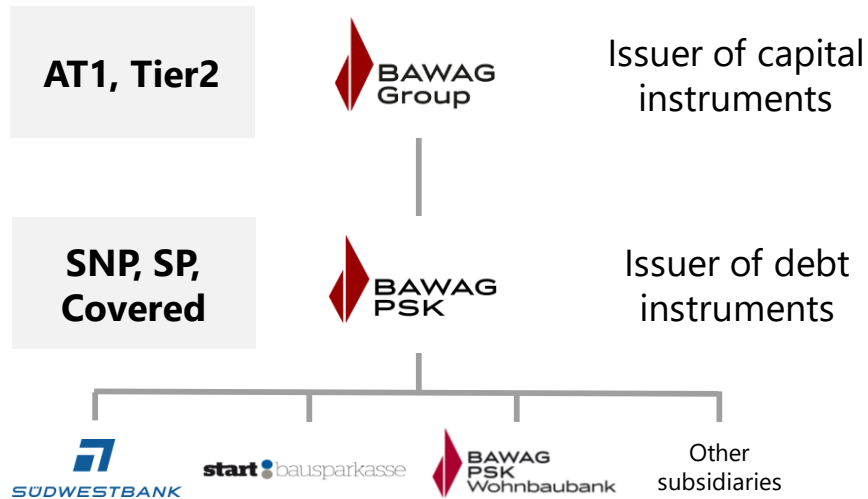 AT1, Tier2
BAWAG
Group
Issuer of capital
instruments
SNP, SP,
Covered
BAWAG
PSK
Issuer of debt
instruments
SÜDWESTBANK
start:bausparkasse
BAWAG
PSK
Wohnbaubank
Other
subsidiaries